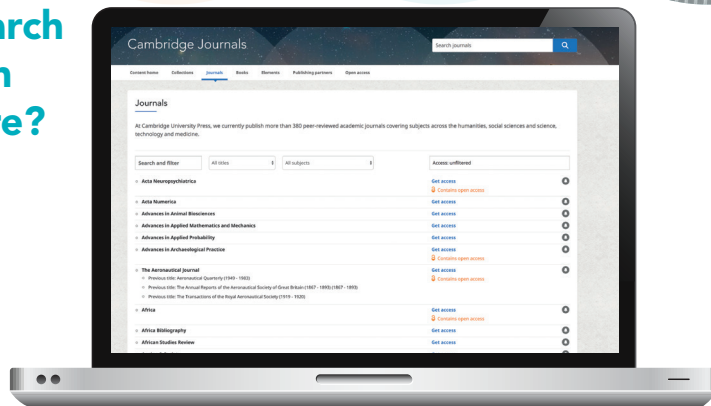 arch
n
e?
Cambridge Journals
Search journals
Content home Collections Journals Books Elements Publishing partners Open access
Journals
At Cambridge University Press, we currently publish more than 380 peer-reviewed academic journals covering subjects across the humanities, social sciences and science,
technology and medicine.
Search and filter All titles All subjects Access: unfiltered
Acta Neuropsychiatrica Get access
Contains open access
Acta Numerica Get access
Advances in Animal Biosciences Get access
Advances in Applied Mathematics and Mechanics Get access
Advances in Applied Probability Get access
Advances in Archaeological Practice Get access
Contains open access
The Aeronautical Journal Get access
Previous title: Aeronautical Quarterly (1949 - 1983) Contains open access
Previous title: The Annual Reports of the Aeronautical Society of Great Britain (1867 - 1893) (1867 - 1893)
Previous title: The Transactions of the Royal Aeronautical Society (1919 - 1920)
Africa Get access
Contains open access
Africa Bibliography Get access
African Studies Review Get access